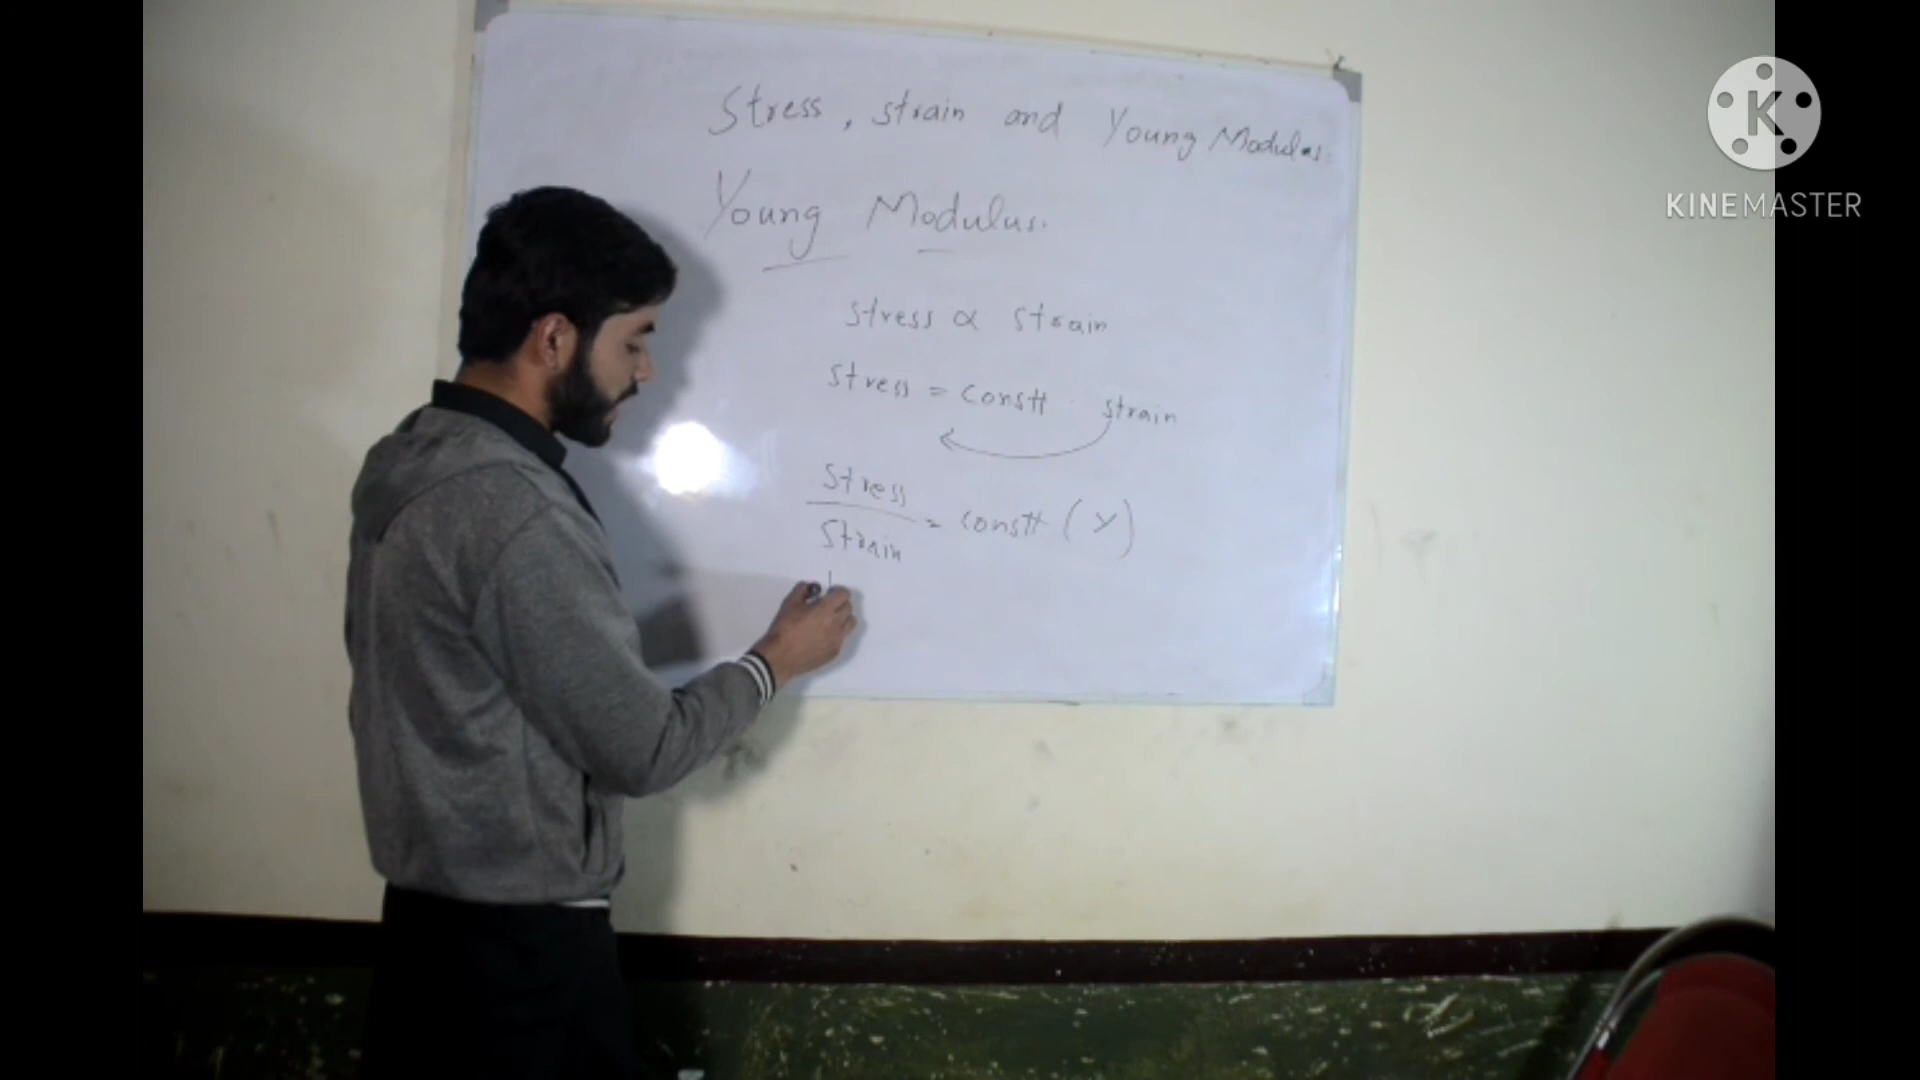 Stress, strain and Young Modulus.
Young Modulus.
stress ∝ strain
stress = constt . strain
stress
strain
= constt (Y)
K
KINEMASTER